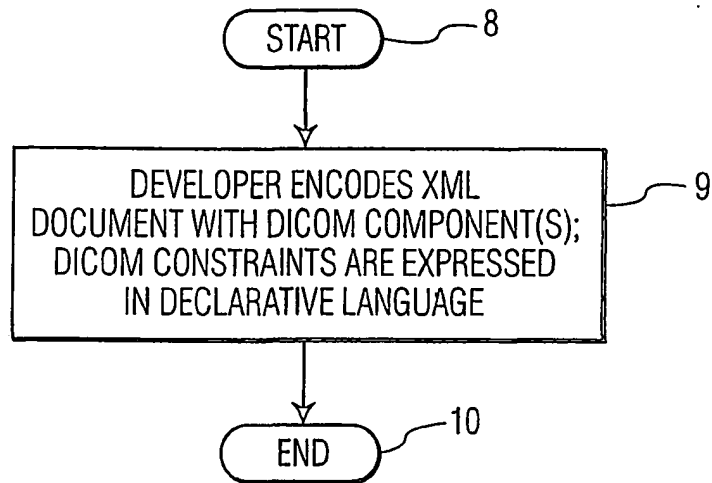 START
8
DEVELOPER ENCODES XML
DOCUMENT WITH DICOM COMPONENT(S);
DICOM CONSTRAINTS ARE EXPRESSED
IN DECLARATIVE LANGUAGE
9
END
10